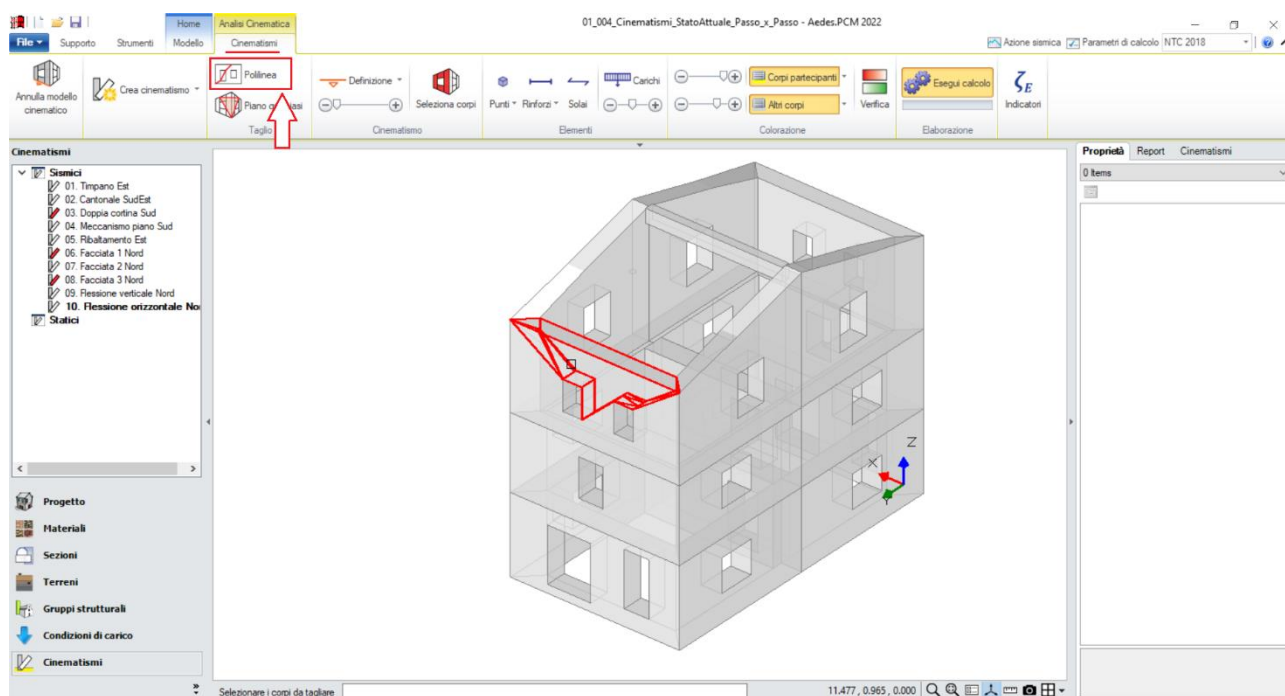 01_004_Cinematismi_StatoAttuale_Passo_x_Passo - Aedes.PCM 2022
Home
Analisi Cinematica
File
Supporto
Strumenti
Modello
Cinematismi
Azione sismica
Parametri di calcolo
NTC 2018
Annulla modello
cinematico
Crea cinematismo
Polilinea
Taglio
Definizione
Seleziona corpi
Cinematismo
Punti
Rinforzi
Solai
Carichi
Elementi
Corpi partecipanti
Altri corpi
Verifica
Colorazione
Esegui calcolo
Elaborazione
ζE
Indicatori
Cinematismi
Sismici
01. Timpano Est
02. Cantonale SudEst
03. Doppia cortina Sud
04. Meccanismo piano Sud
05. Ribaltamento Est
06. Facciata 1 Nord
07. Facciata 2 Nord
08. Facciata 3 Nord
09. Flessione verticale Nord
10. Flessione orizzontale No
Statici
Progetto
Materiali
Sezioni
Terreni
Gruppi strutturali
Condizioni di carico
Cinematismi
Z
X
Y
Proprietà
Report
Cinematismi
0 Items
Selezionare i corpi da tagliare
11.477 , 0.965 , 0.000